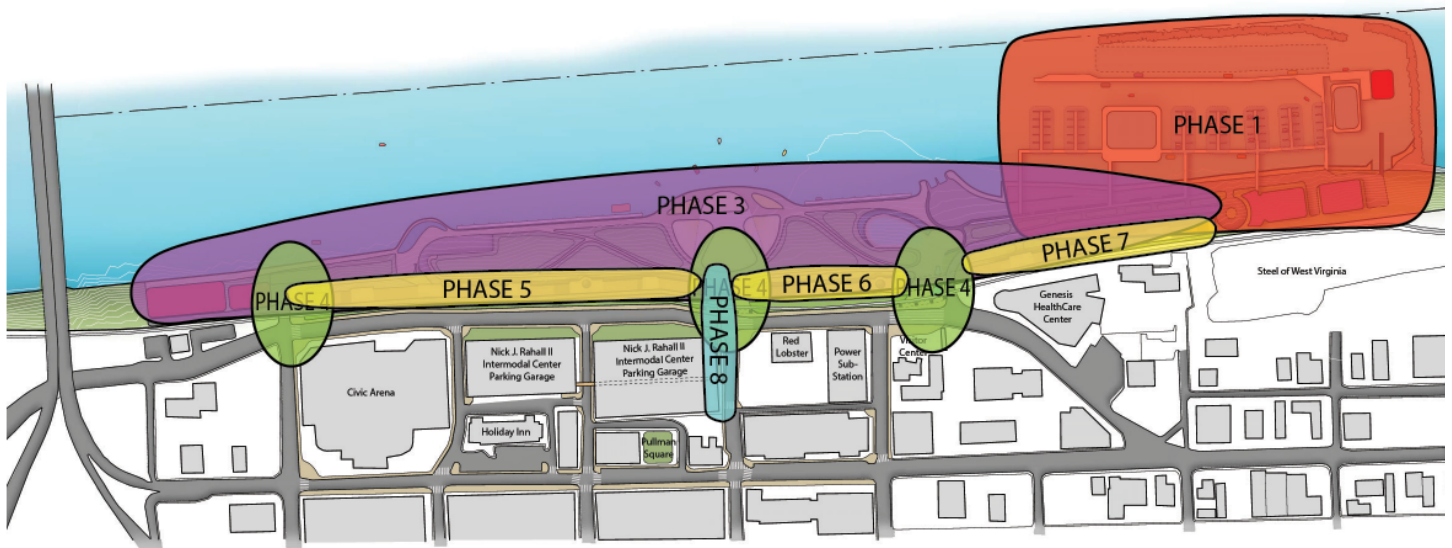 PHASE 1
PHASE 3
PHASE 7
PHASE 4
PHASE 5
PHASE 4
PHASE 6
PHASE 4
PHASE 8
Steel of West Virginia
Genesis
HealthCare
Center
Nick J. Rahall II
Intermodal Center
Parking Garage
Nick J. Rahall II
Intermodal Center
Parking Garage
Red
Lobster
Power
Sub-
Station
Visitor
Center
Civic Arena
Holiday Inn
Pullman
Square